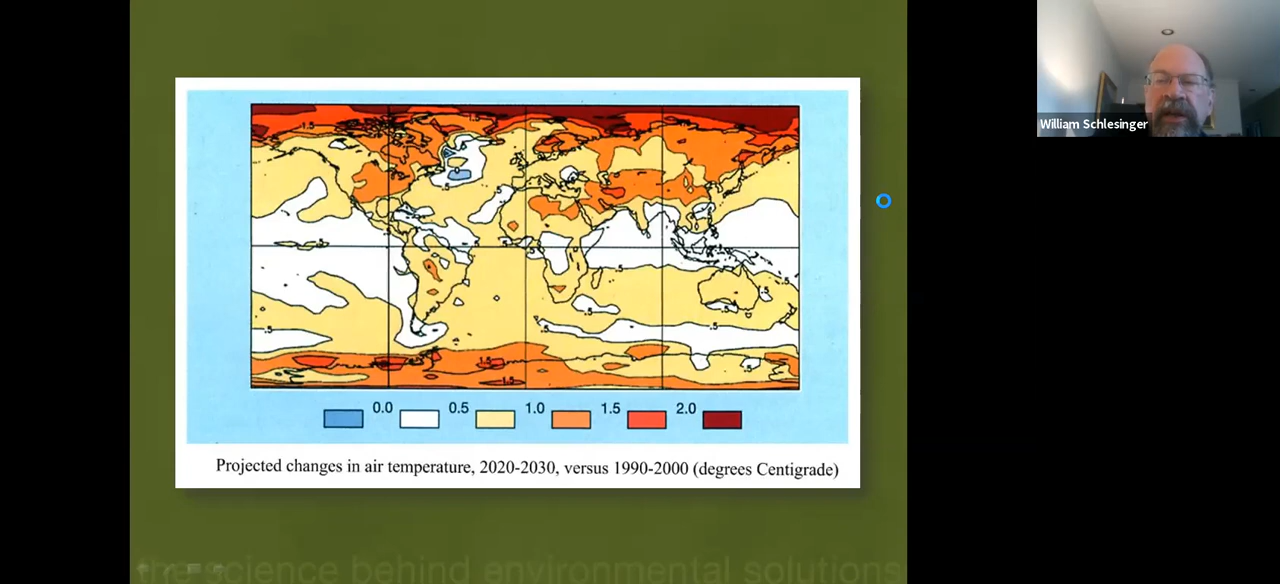 William Schlesinger
0.0 0.5 1.0 1.5 2.0
Projected changes in air temperature, 2020-2030, versus 1990-2000 (degrees Centigrade)
the science behind environmental solutions